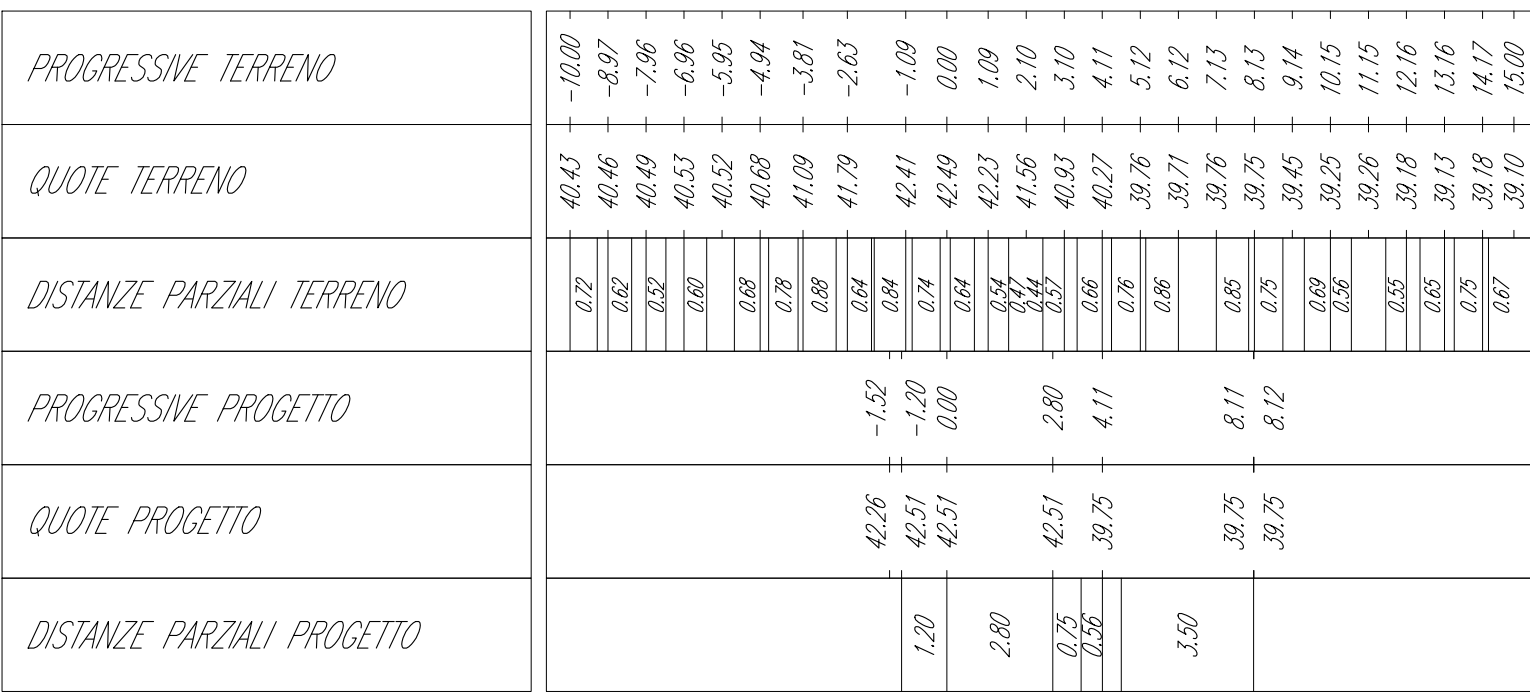 PROGRESSIVE TERRENO
-10.00 -8.97 -7.96 -6.96 -5.95 -4.94 -3.81 -2.63 -1.09 0.00 1.09 2.10 3.10 4.11 5.12 6.12 7.13 8.13 9.14 10.15 11.15 12.16 13.16 14.17 15.00
QUOTE TERRENO
40.43 40.46 40.49 40.53 40.52 40.68 41.09 41.79 42.41 42.49 42.23 41.56 40.93 40.27 39.76 39.71 39.76 39.75 39.45 39.25 39.26 39.18 39.13 39.18 39.10
DISTANZE PARZIALI TERRENO
0.72 0.62 0.52 0.60 0.68 0.78 0.88 0.64 0.84 0.74 0.64 0.54 0.47 0.44 0.57 0.66 0.76 0.86 0.85 0.75 0.69 0.56 0.55 0.65 0.75 0.67
PROGRESSIVE PROGETTO
-1.52 -1.20 0.00 2.80 4.11 8.11 8.12
QUOTE PROGETTO
42.26 42.51 42.51 42.51 39.75 39.75 39.75
DISTANZE PARZIALI PROGETTO
1.20 2.80 0.75 0.56 3.50